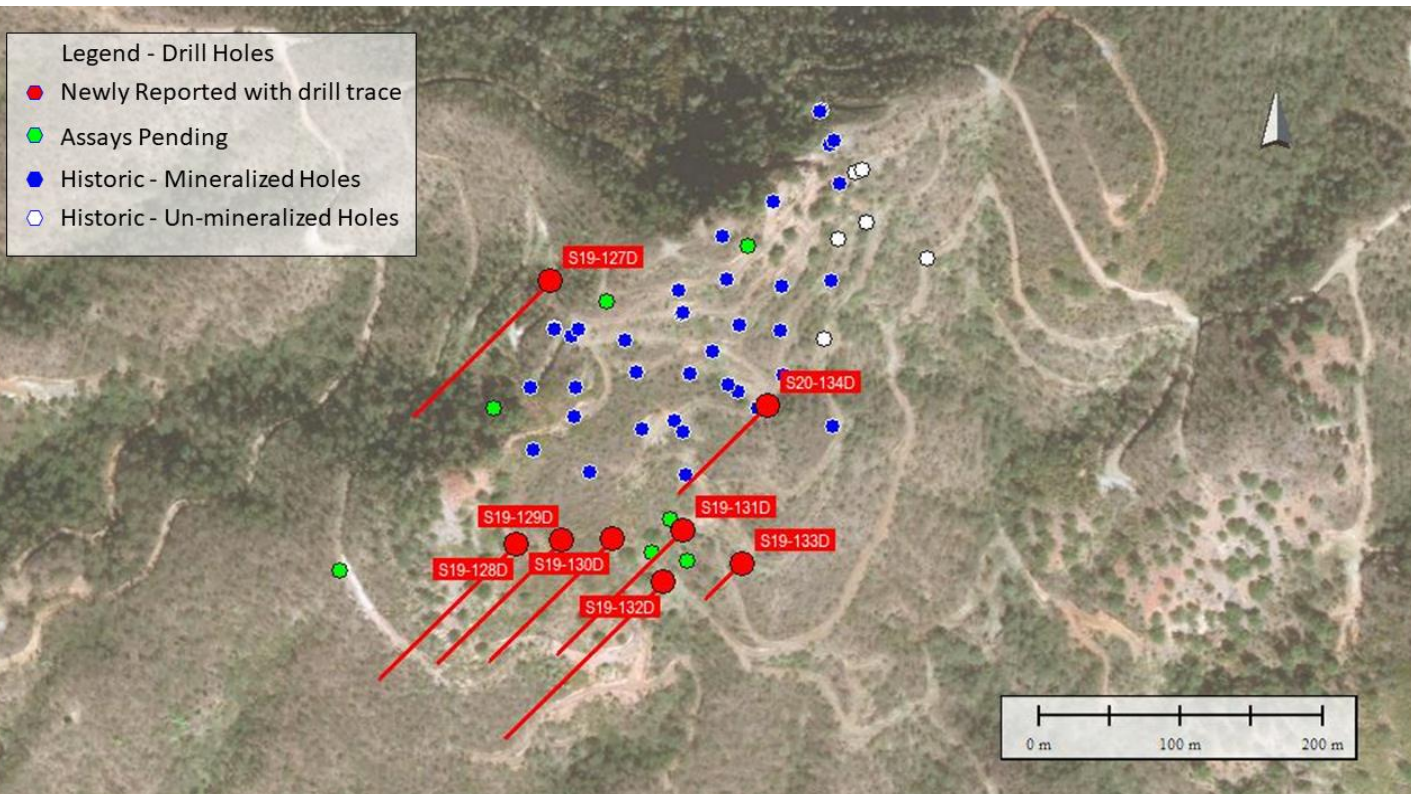 Legend - Drill Holes
Newly Reported with drill trace
Assays Pending
Historic - Mineralized Holes
Historic - Un-mineralized Holes
S19-127D
S20-134D
S19-131D
S19-129D
S19-133D
S19-130D
S19-128D
S19-132D
0 m 100 m 200 m